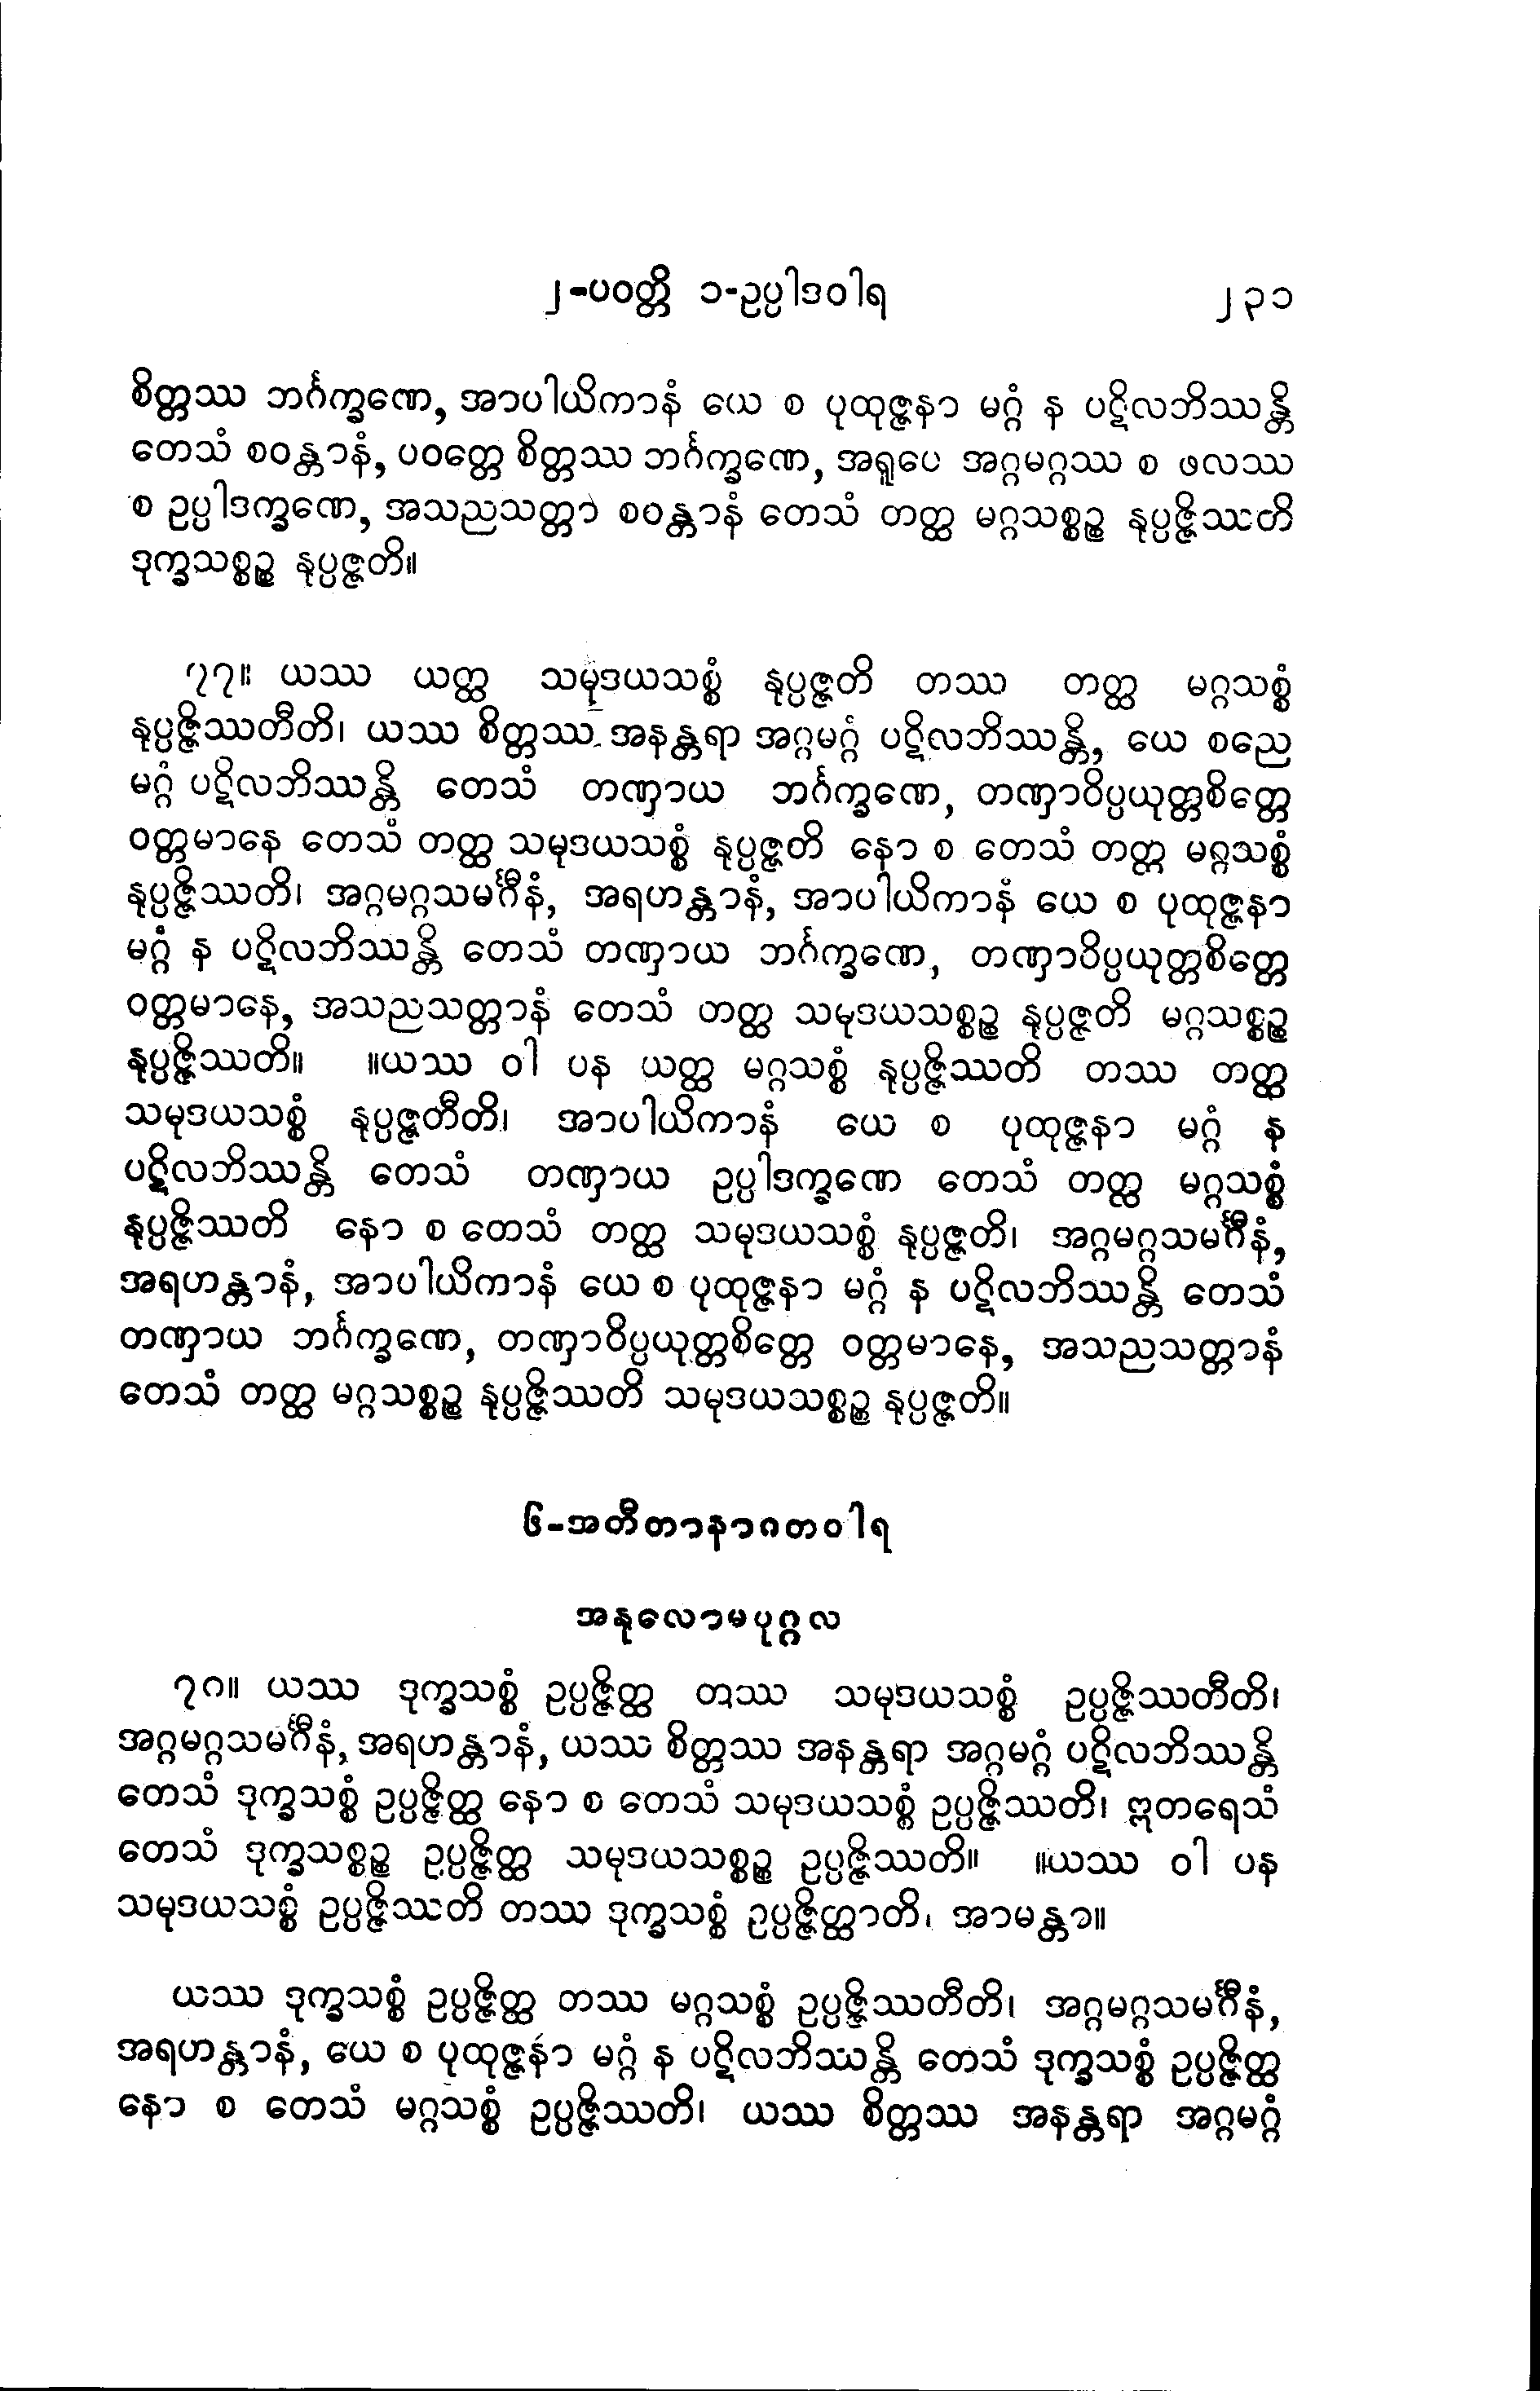 ၂-ပဝတ္တိ ၁-ဥပ္ပါဒဝါရ ၂၃၁
စိတ္တဿ ဘင်္ဂက္ခဏေ, အာပါယိကာနံ ယေ စ ပုထုဇ္ဇနာ မဂ္ဂံ န ပဋိလဘိဿန္တိ
တေသံ စဝန္တာနံ, ပဝတ္တေ စိတ္တဿ ဘင်္ဂက္ခဏေ, အရူပေ အဂ္ဂမဂ္ဂဿ စ ဖလဿ
စ ဥပ္ပါဒက္ခဏေ, အသညသတ္တာ စဝန္တာနံ တေသံ တတ္ထ မဂ္ဂသစ္စဉ္စ နုပ္ပဇ္ဇိဿတိ
ဒုက္ခသစ္စဉ္စ နုပ္ပဇ္ဇတိ။
၇၇။ ယဿ ယတ္ထ သမုဒယသစ္စံ နုပ္ပဇ္ဇတိ တဿ တတ္ထ မဂ္ဂသစ္စံ
နုပ္ပဇ္ဇိဿတီတိ၊ ယဿ စိတ္တဿ အနန္တရာ အဂ္ဂမဂ္ဂံ ပဋိလဘိဿန္တိ, ယေ စညေ
မဂ္ဂံ ပဋိလဘိဿန္တိ တေသံ တဏှာယ ဘင်္ဂက္ခဏေ, တဏှာဝိပ္ပယုတ္တစိတ္တေ
ဝတ္တမာနေ တေသံ တတ္ထ သမုဒယသစ္စံ နုပ္ပဇ္ဇတိ နော စ တေသံ တတ္ထ မဂ္ဂသစ္စံ
နုပ္ပဇ္ဇိဿတိ၊ အဂ္ဂမဂ္ဂသမင်္ဂီနံ, အရဟန္တာနံ, အာပါယိကာနံ ယေ စ ပုထုဇ္ဇနာ
မဂ္ဂံ န ပဋိလဘိဿန္တိ တေသံ တဏှာယ ဘင်္ဂက္ခဏေ, တဏှာဝိပ္ပယုတ္တစိတ္တေ
ဝတ္တမာနေ, အသညသတ္တာနံ တေသံ တတ္ထ သမုဒယသစ္စဉ္စ နုပ္ပဇ္ဇတိ မဂ္ဂသစ္စဉ္စ
နုပ္ပဇ္ဇိဿတိ။ ။ယဿ ဝါ ပန ယတ္ထ မဂ္ဂသစ္စံ နုပ္ပဇ္ဇိဿတိ တဿ တတ္ထ
သမုဒယသစ္စံ နုပ္ပဇ္ဇတီတိ၊ အာပါယိကာနံ ယေ စ ပုထုဇ္ဇနာ မဂ္ဂံ န
ပဋိလဘိဿန္တိ တေသံ တဏှာယ ဥပ္ပါဒက္ခဏေ တေသံ တတ္ထ မဂ္ဂသစ္စံ
နုပ္ပဇ္ဇိဿတိ နော စ တေသံ တတ္ထ သမုဒယသစ္စံ နုပ္ပဇ္ဇတိ၊ အဂ္ဂမဂ္ဂသမင်္ဂီနံ,
အရဟန္တာနံ, အာပါယိကာနံ ယေ စ ပုထုဇ္ဇနာ မဂ္ဂံ န ပဋိလဘိဿန္တိ တေသံ
တဏှာယ ဘင်္ဂက္ခဏေ, တဏှာဝိပ္ပယုတ္တစိတ္တေ ဝတ္တမာနေ, အသညသတ္တာနံ
တေသံ တတ္ထ မဂ္ဂသစ္စဉ္စ နုပ္ပဇ္ဇိဿတိ သမုဒယသစ္စဉ္စ နုပ္ပဇ္ဇတိ။
၆-အတီတာနာဂတဝါရ
အနုလောမပုဂ္ဂလ
၇၈။ ယဿ ဒုက္ခသစ္စံ ဥပ္ပဇ္ဇိတ္ထ တဿ သမုဒယသစ္စံ ဥပ္ပဇ္ဇိဿတီတိ၊
အဂ္ဂမဂ္ဂသမင်္ဂီနံ, အရဟန္တာနံ, ယဿ စိတ္တဿ အနန္တရာ အဂ္ဂမဂ္ဂံ ပဋိလဘိဿန္တိ
တေသံ ဒုက္ခသစ္စံ ဥပ္ပဇ္ဇိတ္ထ နော စ တေသံ သမုဒယသစ္စံ ဥပ္ပဇ္ဇိဿတိ၊ ဣတရေသံ
တေသံ ဒုက္ခသစ္စဉ္စ ဥပ္ပဇ္ဇိတ္ထ သမုဒယသစ္စဉ္စ ဥပ္ပဇ္ဇိဿတိ။ ။ယဿ ဝါ ပန
သမုဒယသစ္စံ ဥပ္ပဇ္ဇိဿတိ တဿ ဒုက္ခသစ္စံ ဥပ္ပဇ္ဇိတ္ထာတိ၊ အာမန္တာ။
ယဿ ဒုက္ခသစ္စံ ဥပ္ပဇ္ဇိတ္ထ တဿ မဂ္ဂသစ္စံ ဥပ္ပဇ္ဇိဿတီတိ၊ အဂ္ဂမဂ္ဂသမင်္ဂီနံ,
အရဟန္တာနံ, ယေ စ ပုထုဇ္ဇနာ မဂ္ဂံ န ပဋိလဘိဿန္တိ တေသံ ဒုက္ခသစ္စံ ဥပ္ပဇ္ဇိတ္ထ
နော စ တေသံ မဂ္ဂသစ္စံ ဥပ္ပဇ္ဇိဿတိ၊ ယဿ စိတ္တဿ အနန္တရာ အဂ္ဂမဂ္ဂံ